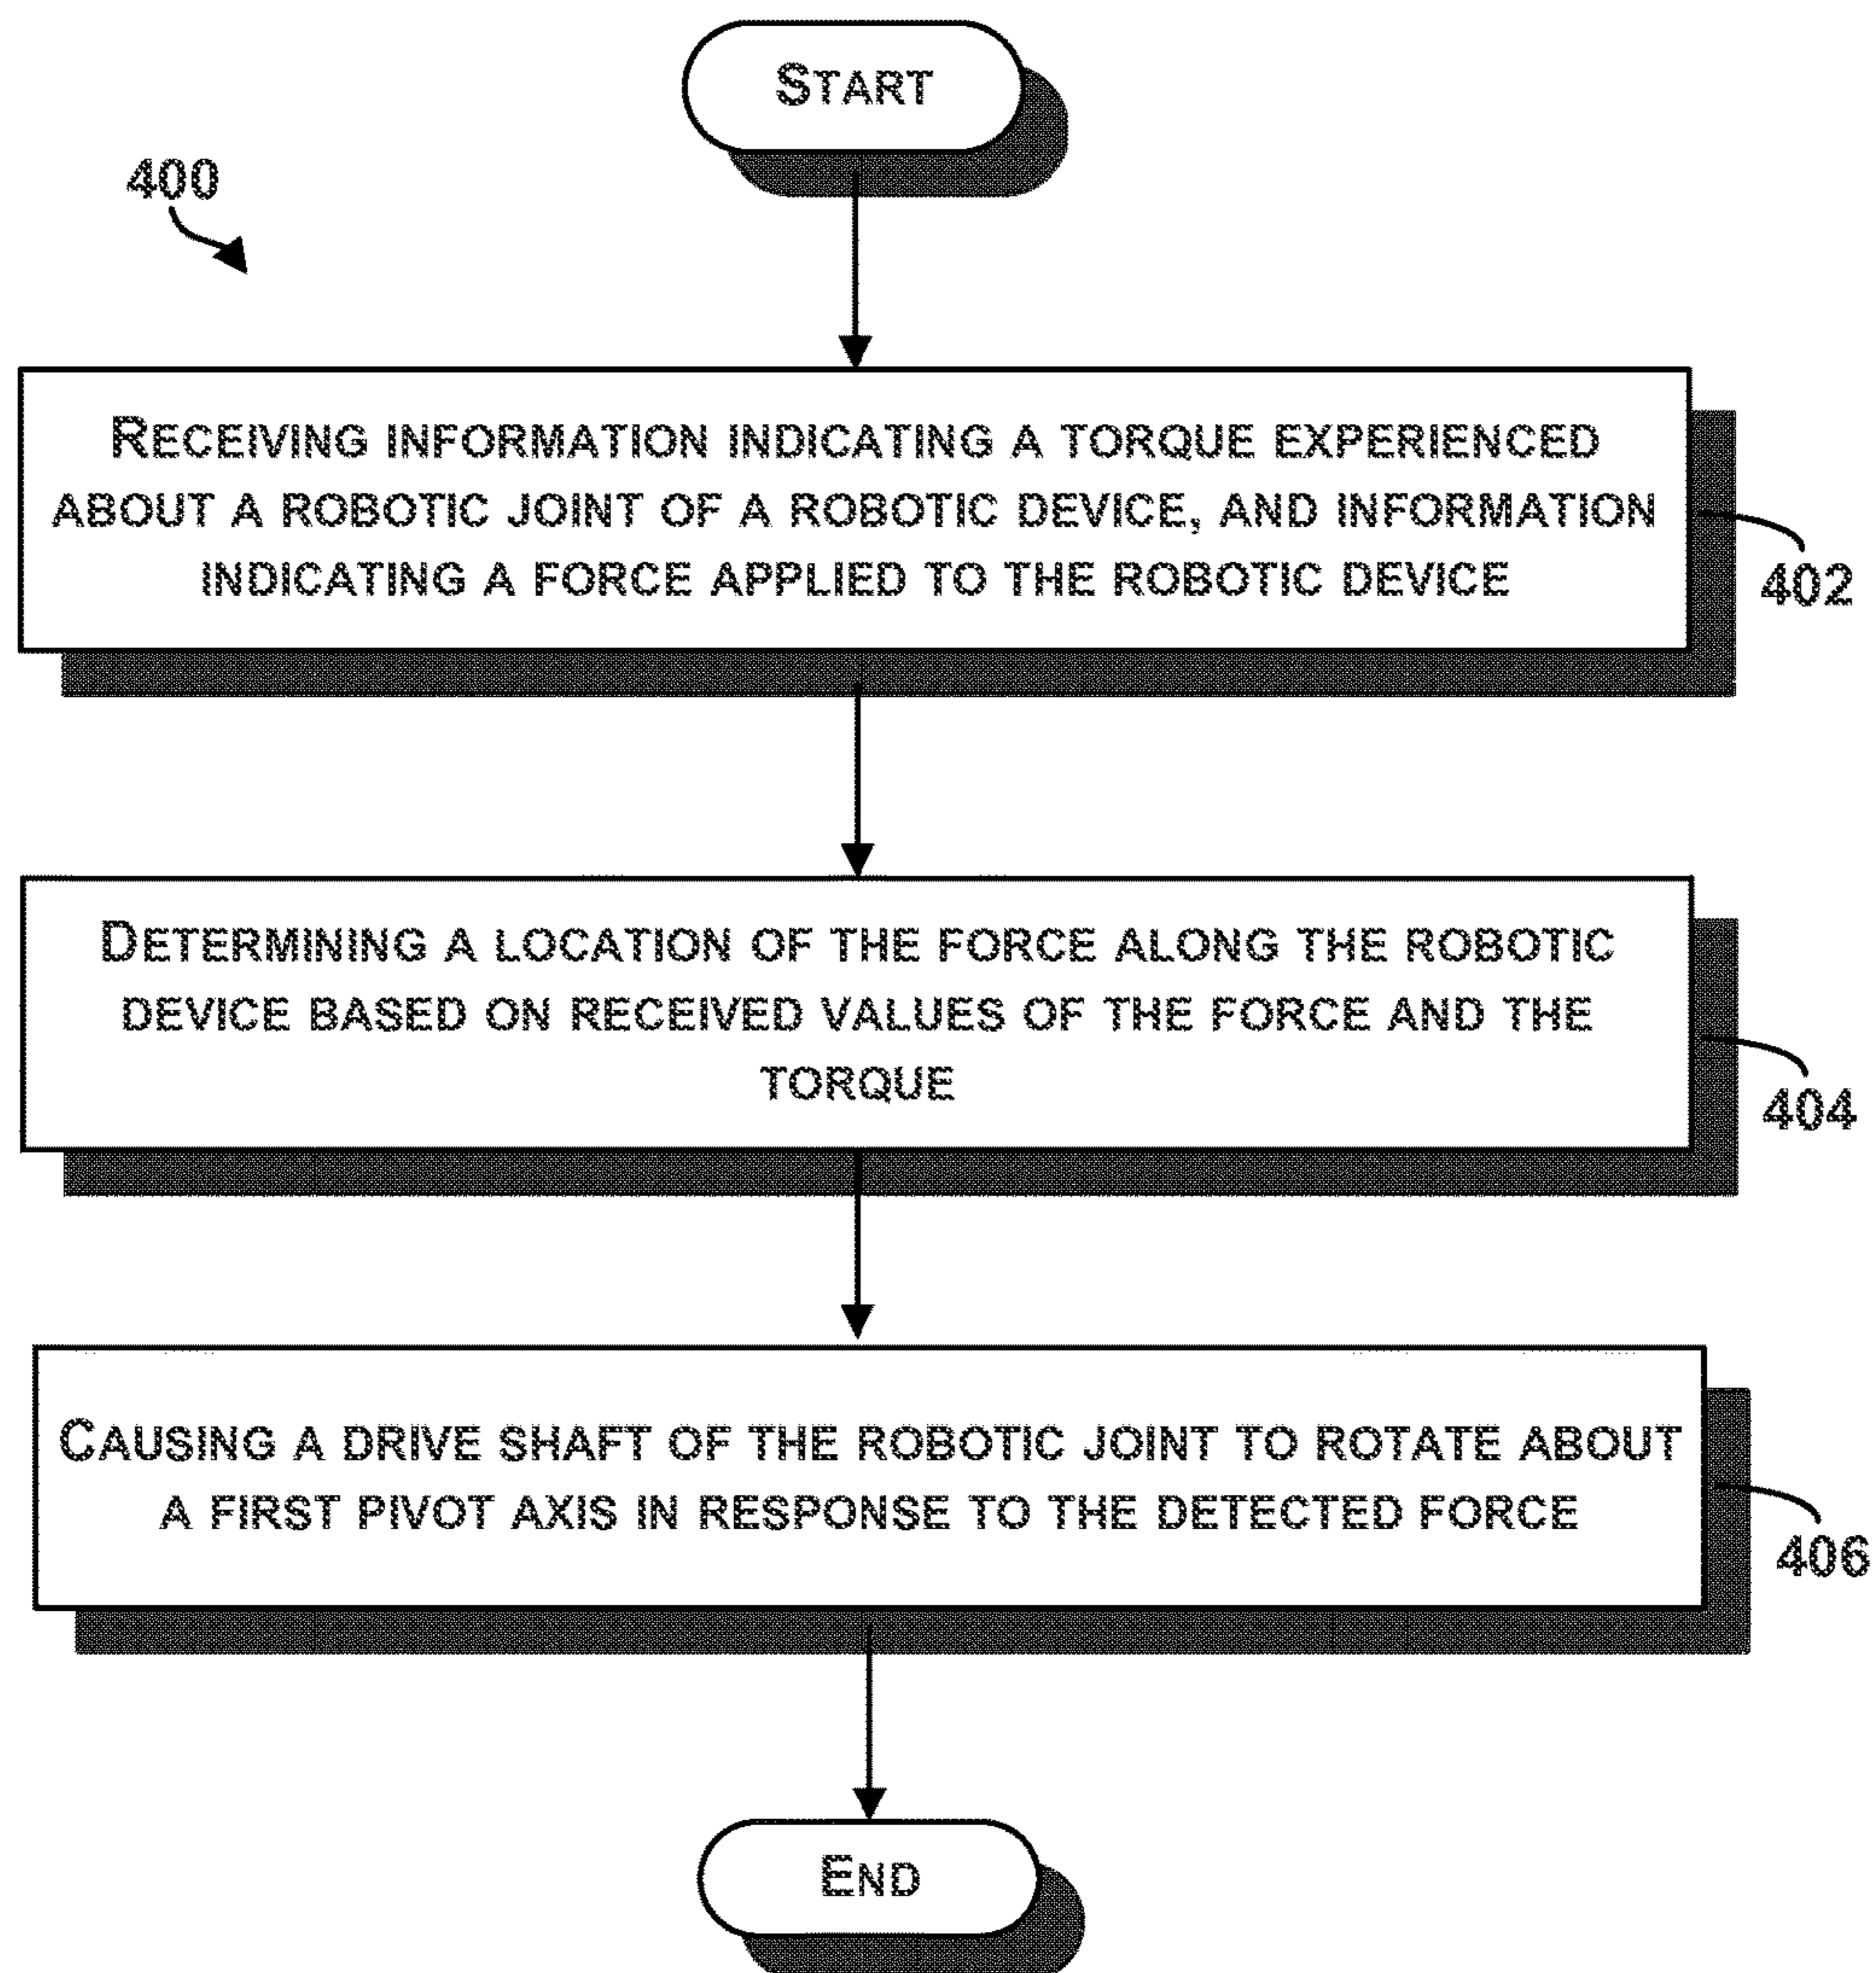 START
400
RECEIVING INFORMATION INDICATING A TORQUE EXPERIENCED
ABOUT A ROBOTIC JOINT OF A ROBOTIC DEVICE, AND INFORMATION
INDICATING A FORCE APPLIED TO THE ROBOTIC DEVICE
402
DETERMINING A LOCATION OF THE FORCE ALONG THE ROBOTIC
DEVICE BASED ON RECEIVED VALUES OF THE FORCE AND THE
TORQUE
404
CAUSING A DRIVE SHAFT OF THE ROBOTIC JOINT TO ROTATE ABOUT
A FIRST PIVOT AXIS IN RESPONSE TO THE DETECTED FORCE
406
END